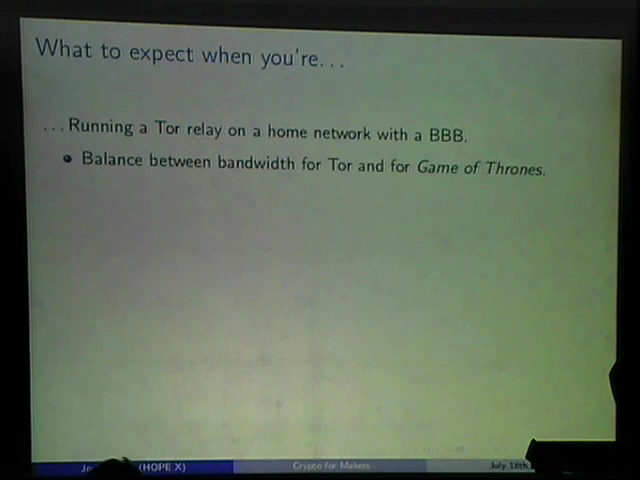 What to expect when you're...
...Running a Tor relay on a home network with a BBB.
Balance between bandwidth for Tor and for Game of Thrones.
(HOPE X)
Crypto for Makers
July 18th